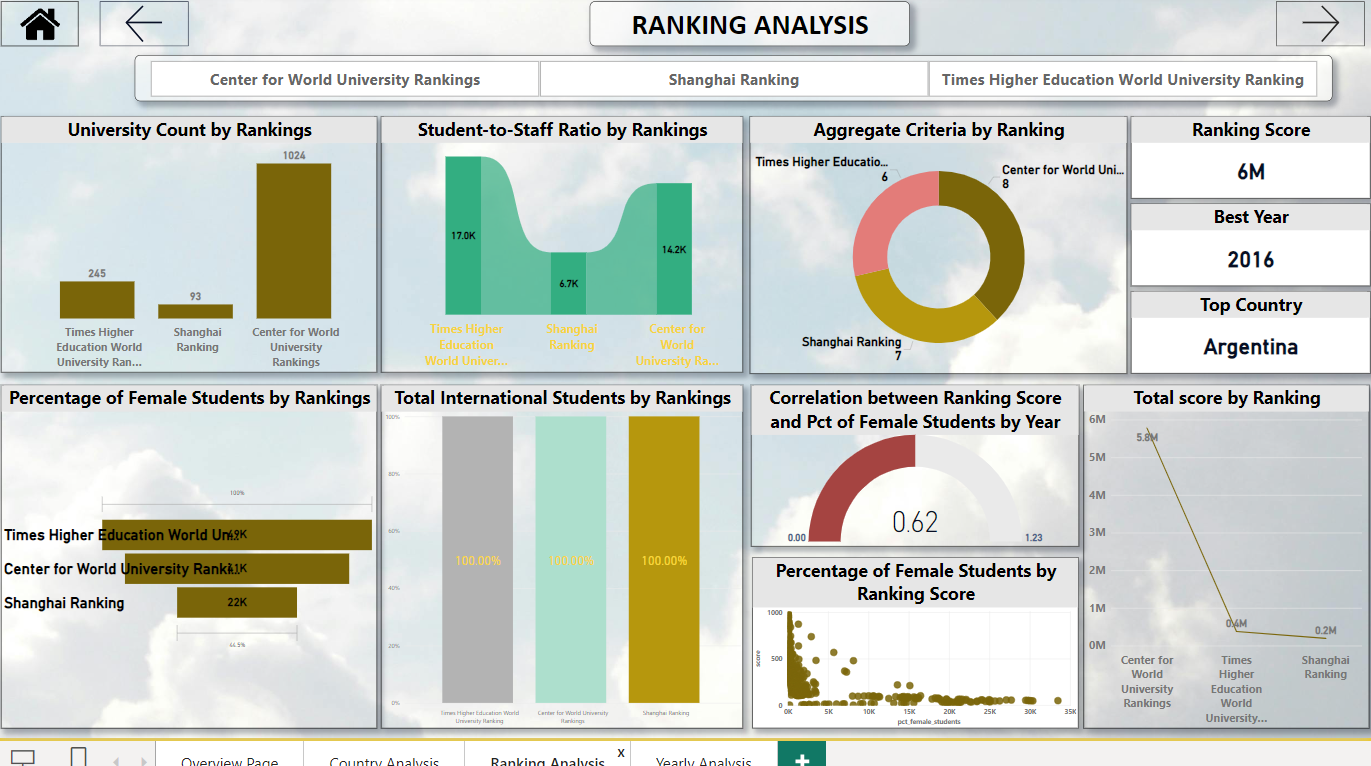 RANKING ANALYSIS
Center for World University Rankings
Shanghai Ranking
Times Higher Education World University Ranking
University Count by Rankings
1024
245
93
Times Higher
Education World
University Ran...
Shanghai
Ranking
Center for World
University
Rankings
Student-to-Staff Ratio by Rankings
17.0K
6.7K
14.2K
Times Higher
Education
World Univer...
Shanghai
Ranking
Center for
World
University Ra...
Aggregate Criteria by Ranking
Times Higher Educatio...
6
Center for World Uni...
8
Shanghai Ranking
7
Ranking Score
6M
Best Year
2016
Top Country
Argentina
Percentage of Female Students by Rankings
100%
Times Higher Education World Un...
Center for World University Ranki...
Shanghai Ranking
22K
44.5%
Total International Students by Rankings
100%
80%
60%
40%
20%
0%
100.00%
100.00%
100.00%
Times Higher Education World
University Ranking
Center for World University
Rankings
Shanghai Ranking
Correlation between Ranking Score
and Pct of Female Students by Year
0.62
0.00
1.23
Percentage of Female Students by
Ranking Score
1000
500
0
score
0K
5K
10K
15K
20K
25K
30K
35K
pct_female_students
Total score by Ranking
6M
5M
4M
3M
2M
1M
0M
5.8M
0.4M
0.2M
Center for
World
University
Rankings
Times
Higher
Education
World
University...
Shanghai
Ranking
Overview Page
Country Analysis
Ranking Analysis
x
Yearly Analysis
+